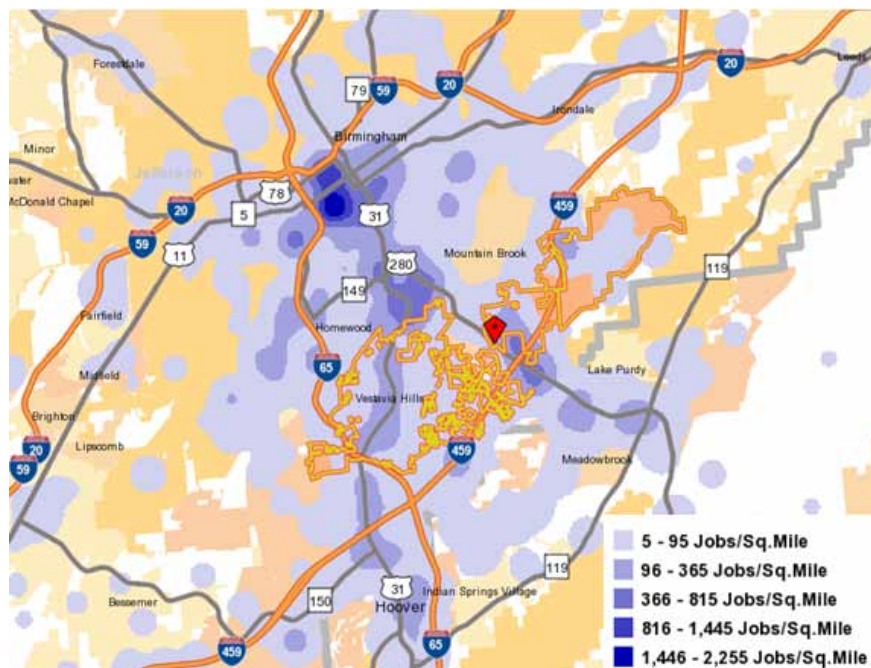 Forestdale
79
59
20
20
Leeds
Irondale
Birmingham
Minor
Jefferson
water
McDonald Chapel
78
20
5
31
459
59
11
280
Mountain Brook
119
149
Fairfield
Homewood
65
Lake Purdy
Midfield
Vestavia Hills
Brighton
Lipscomb
20
59
459
Meadowbrook
5 - 95 Jobs/Sq.Mile
96 - 365 Jobs/Sq.Mile
119
Indian Springs Village
31
150
Bessemer
Hoover
366 - 815 Jobs/Sq.Mile
816 - 1,445 Jobs/Sq.Mile
65
459
1,446 - 2,255 Jobs/Sq.Mile